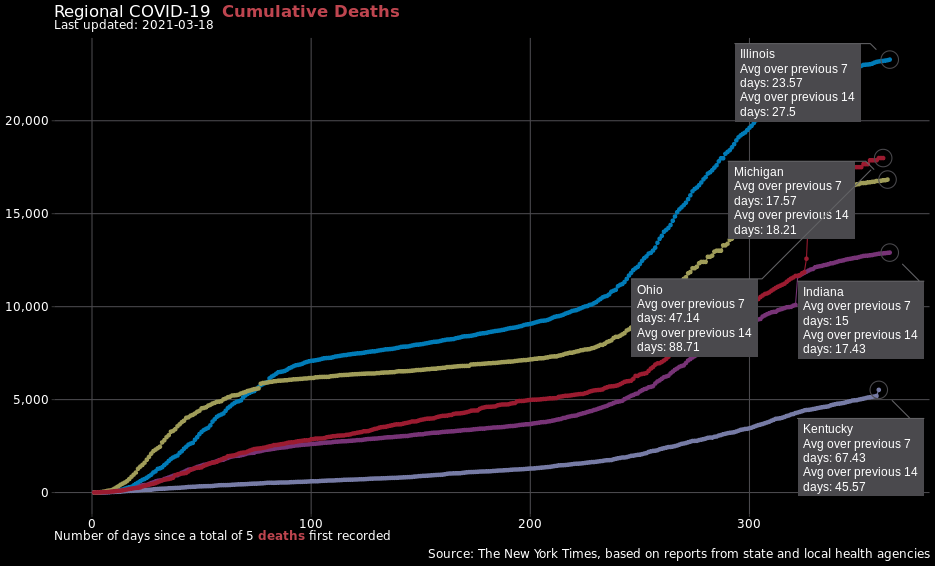 Regional COVID-19 Cumulative Deaths
Last updated: 2021-03-18
Illinois
Avg over previous 7
days: 23.57
Avg over previous 14
days: 27.5
20,000
Michigan
Avg over previous 7
days: 17.57
Avg over previous 14
days: 18.21
15,000
Ohio
Avg over previous 7
days: 47.14
Avg over previous 14
days: 88.71
Indiana
Avg over previous 7
days: 15
Avg over previous 14
days: 17.43
10,000
5,000
Kentucky
Avg over previous 7
days: 67.43
Avg over previous 14
days: 45.57
0
0 100 200 300
Number of days since a total of 5 deaths first recorded
Source: The New York Times, based on reports from state and local health agencies